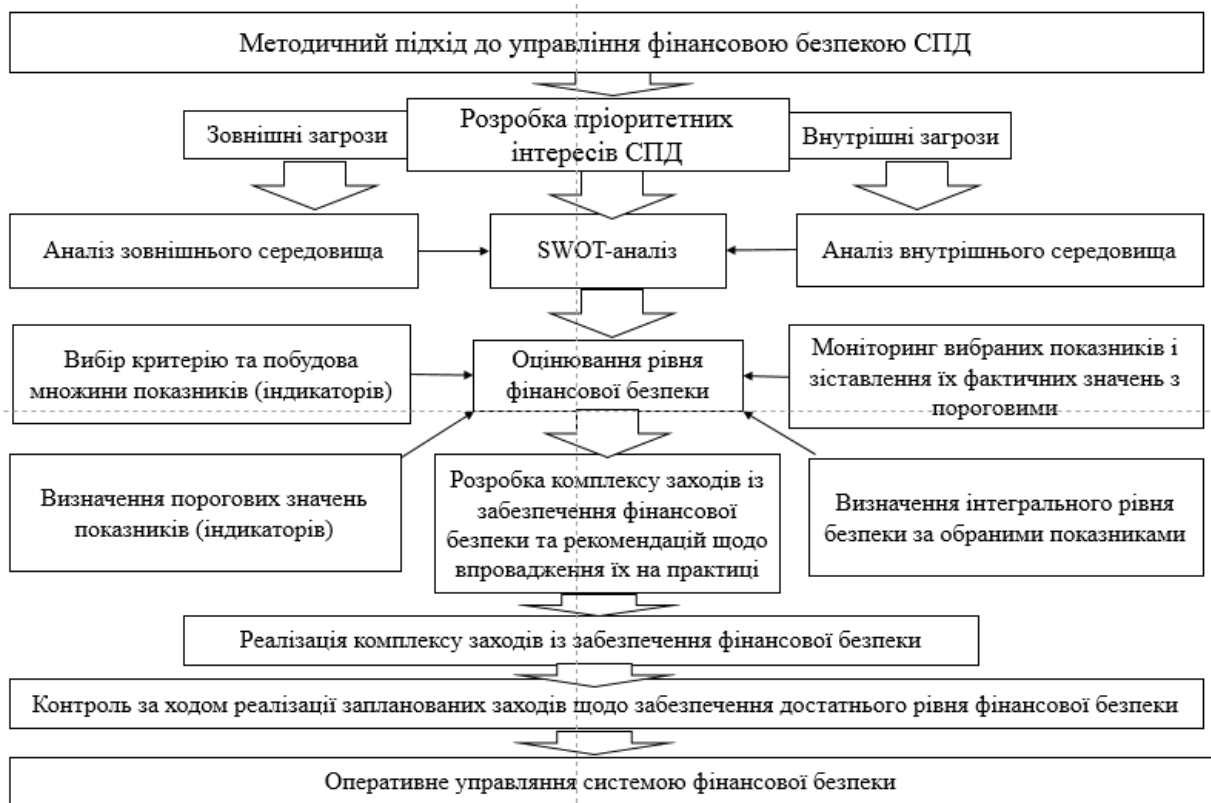 Методичний підхід до управління фінансовою безпекою СПД
Зовнішні загрози
Розробка пріоритетних
інтересів СПД
Внутрішні загрози
Аналіз зовнішнього середовища
SWOT-аналіз
Аналіз внутрішнього середовища
Вибір критерію та побудова
множини показників (індикаторів)
Оцінювання рівня
фінансової безпеки
Моніторинг вибраних показників і
зіставлення їх фактичних значень з
пороговими
Визначення порогових значень
показників (індикаторів)
Розробка комплексу заходів із
забезпечення фінансової
безпеки та рекомендацій щодо
впровадження їх на практиці
Визначення інтегрального рівня
безпеки за обраними показниками
Реалізація комплексу заходів із забезпечення фінансової безпеки
Контроль за ходом реалізації запланованих заходів щодо забезпечення достатнього рівня фінансової безпеки
Оперативне управляння системою фінансової безпеки